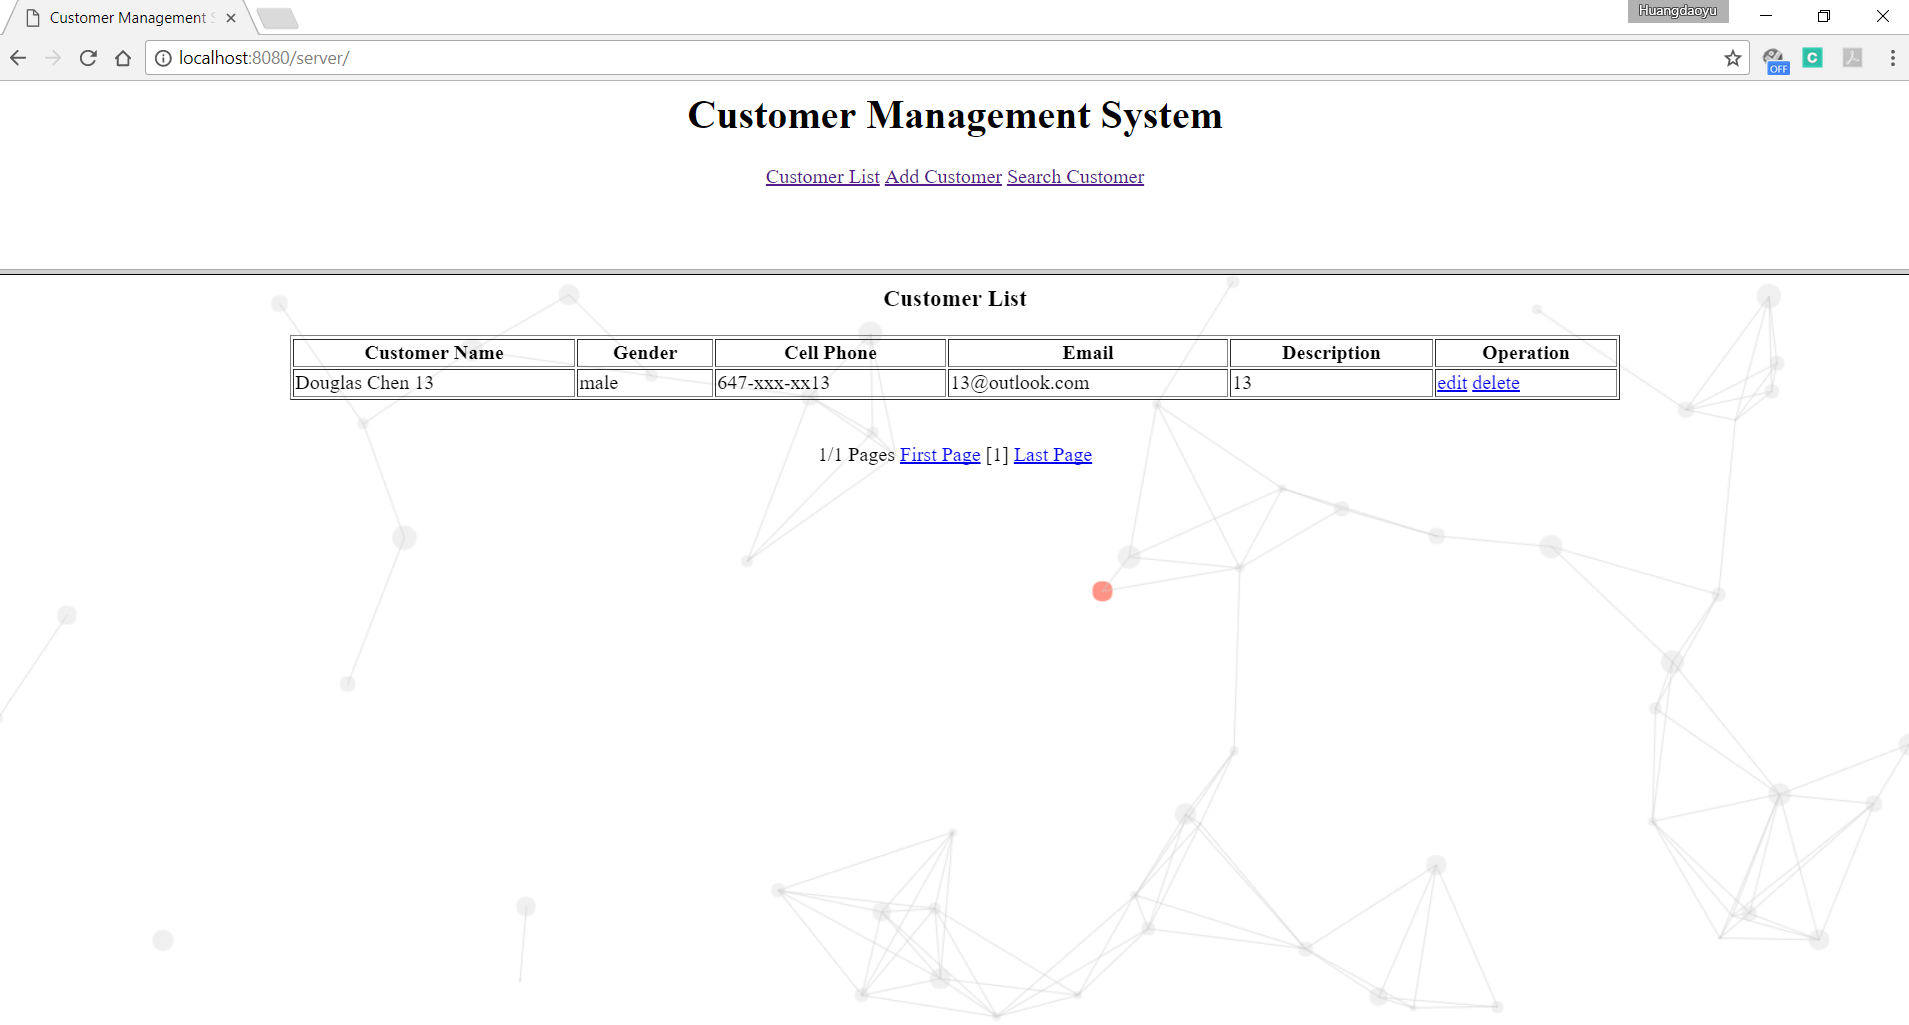 Customer Management S
Huangdaoyu
localhost:8080/server/
OFF
C
Customer Management System
Customer List Add Customer Search Customer
Customer List
Customer Name Gender Cell Phone Email Description Operation
Douglas Chen 13 male 647-xxx-xx13 13@outlook.com 13 edit delete
1/1 Pages First Page [1] Last Page